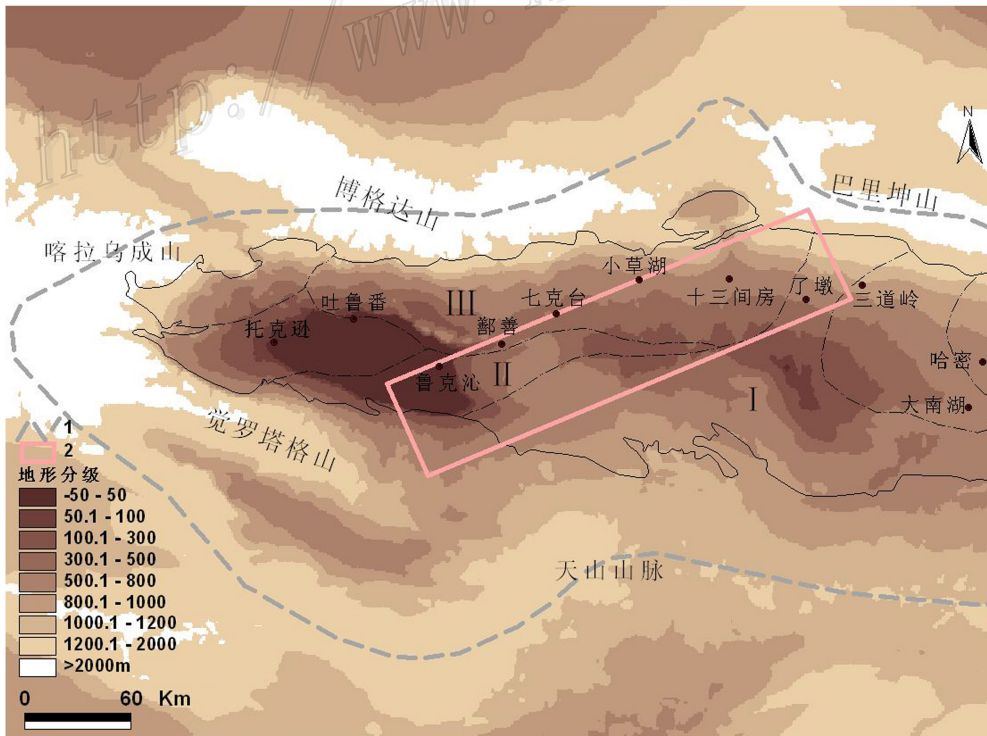 http://www.
N
博格达山
巴里坤山
喀拉乌成山
小草湖
十三间房
了墩
三道岭
七克台
吐鲁番
III
托克逊
鄯善
哈密
鲁克沁
II
I
大南湖
觉罗塔格山
天山山脉
1
2
地形分级
-50 - 50
50.1 - 100
100.1 - 300
300.1 - 500
500.1 - 800
800.1 - 1000
1000.1 - 1200
1200.1 - 2000
>2000m
0 60 Km